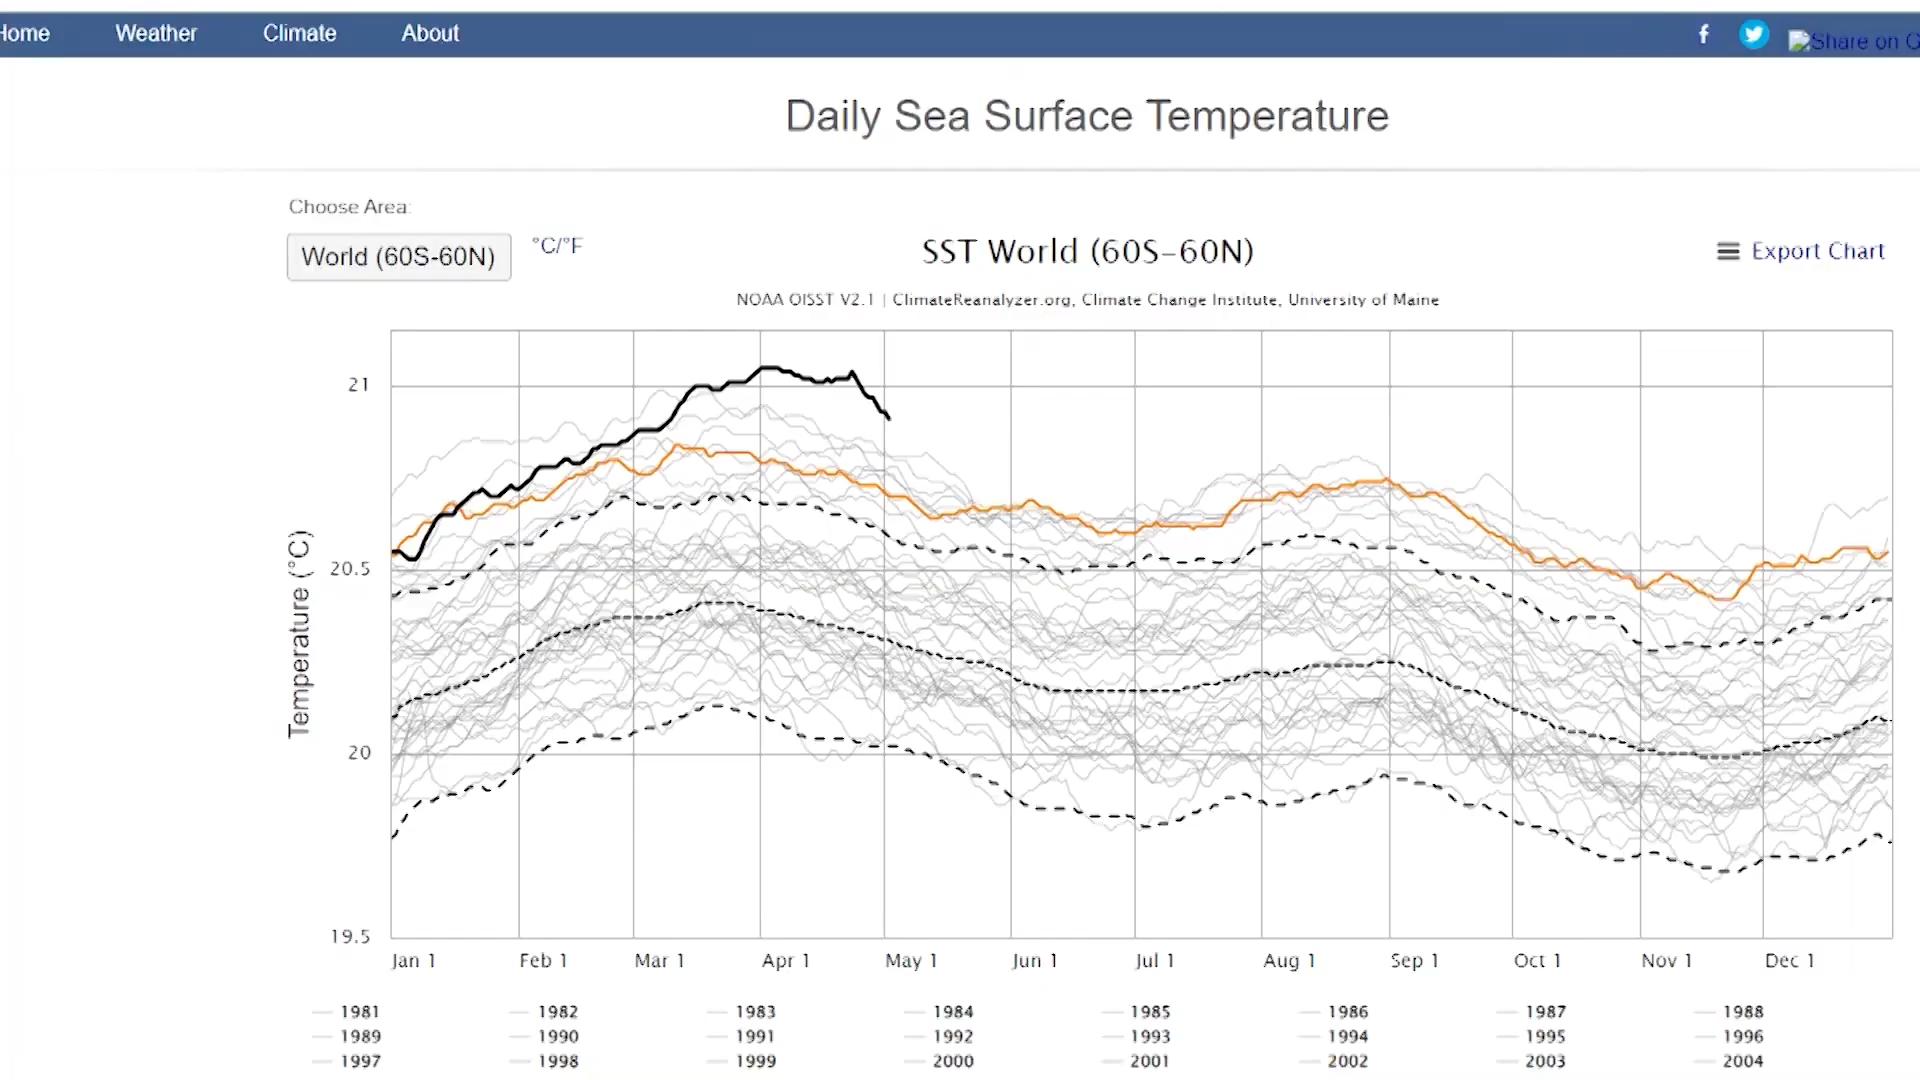 Home Weather Climate About
Share on G
Daily Sea Surface Temperature
Choose Area:
World (60S-60N)
°C/°F
SST World (60S-60N)
Export Chart
NOAA OISST V2.1 | ClimateReanalyzer.org, Climate Change Institute, University of Maine
Temperature (°C)
21
20.5
20
19.5
Jan 1 Feb 1 Mar 1 Apr 1 May 1 Jun 1 Jul 1 Aug 1 Sep 1 Oct 1 Nov 1 Dec 1
1981 1982 1983 1984 1985 1986 1987 1988
1989 1990 1991 1992 1993 1994 1995 1996
1997 1998 1999 2000 2001 2002 2003 2004